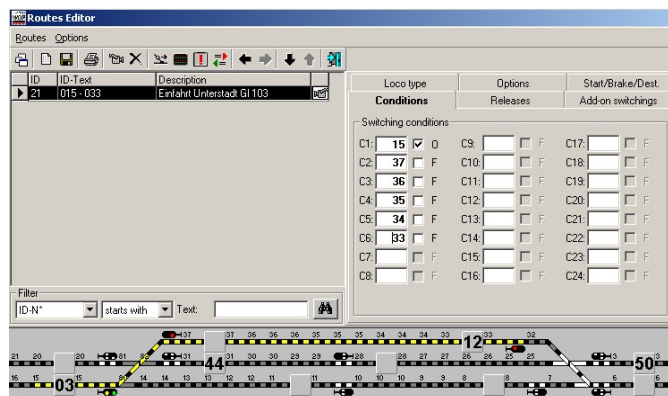 Routes Editor
Routes Options
ID ID-Text Description
21 015 - 033 Einfahrt Unterstadt Gl 103
Loco type Options Start/Brake/Dest.
Conditions Releases Add-on switchings
Switching conditions
C1: 15 O C9: F C17: F
C2: 37 F C10: F C18: F
C3: 36 F C11: F C19: F
C4: 35 F C12: F C20: F
C5: 34 F C13: F C21: F
C6: 33 F C14: F C22: F
C7: F C15: F C23: F
C8: F C16: F C24: F
Filter
ID-N° starts with Text:
37 37 36 36 36 35 35 35 34 34 34 33 12 33 32
21 20 20 81 31 44 31 30 30 29 29 28 28 27 27 26 26 25 25 3 50 3
16 15 15 03 14 14 13 12 12 11 11 10 10 10 9 9 8 8 7 6 6